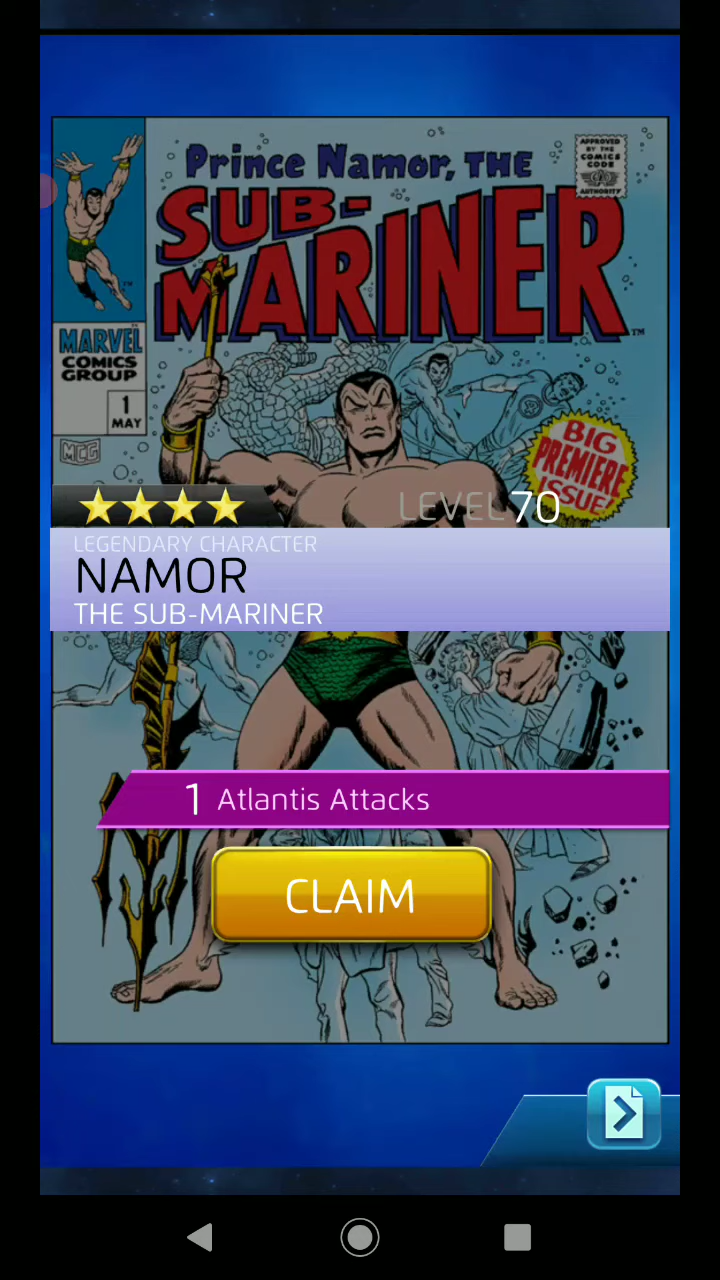 Prince Namor, THE
SUB-
MARINER™
APPROVED
BY THE
COMICS
CODE
AUTHORITY
MARVEL
COMICS
GROUP
1
MAY
MCG
BIG
PREMIERE
ISSUE!
LEVEL 70
LEGENDARY CHARACTER
NAMOR
THE SUB-MARINER
1 Atlantis Attacks
CLAIM